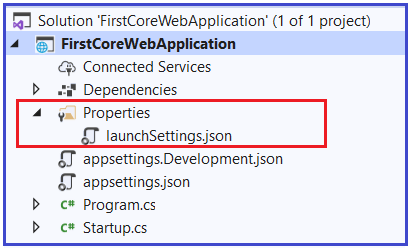 Solution 'FirstCoreWebApplication' (1 of 1 project)
FirstCoreWebApplication
Connected Services
Dependencies
Properties
launchSettings.json
appsettings.Development.json
appsettings.json
C# Program.cs
C# Startup.cs